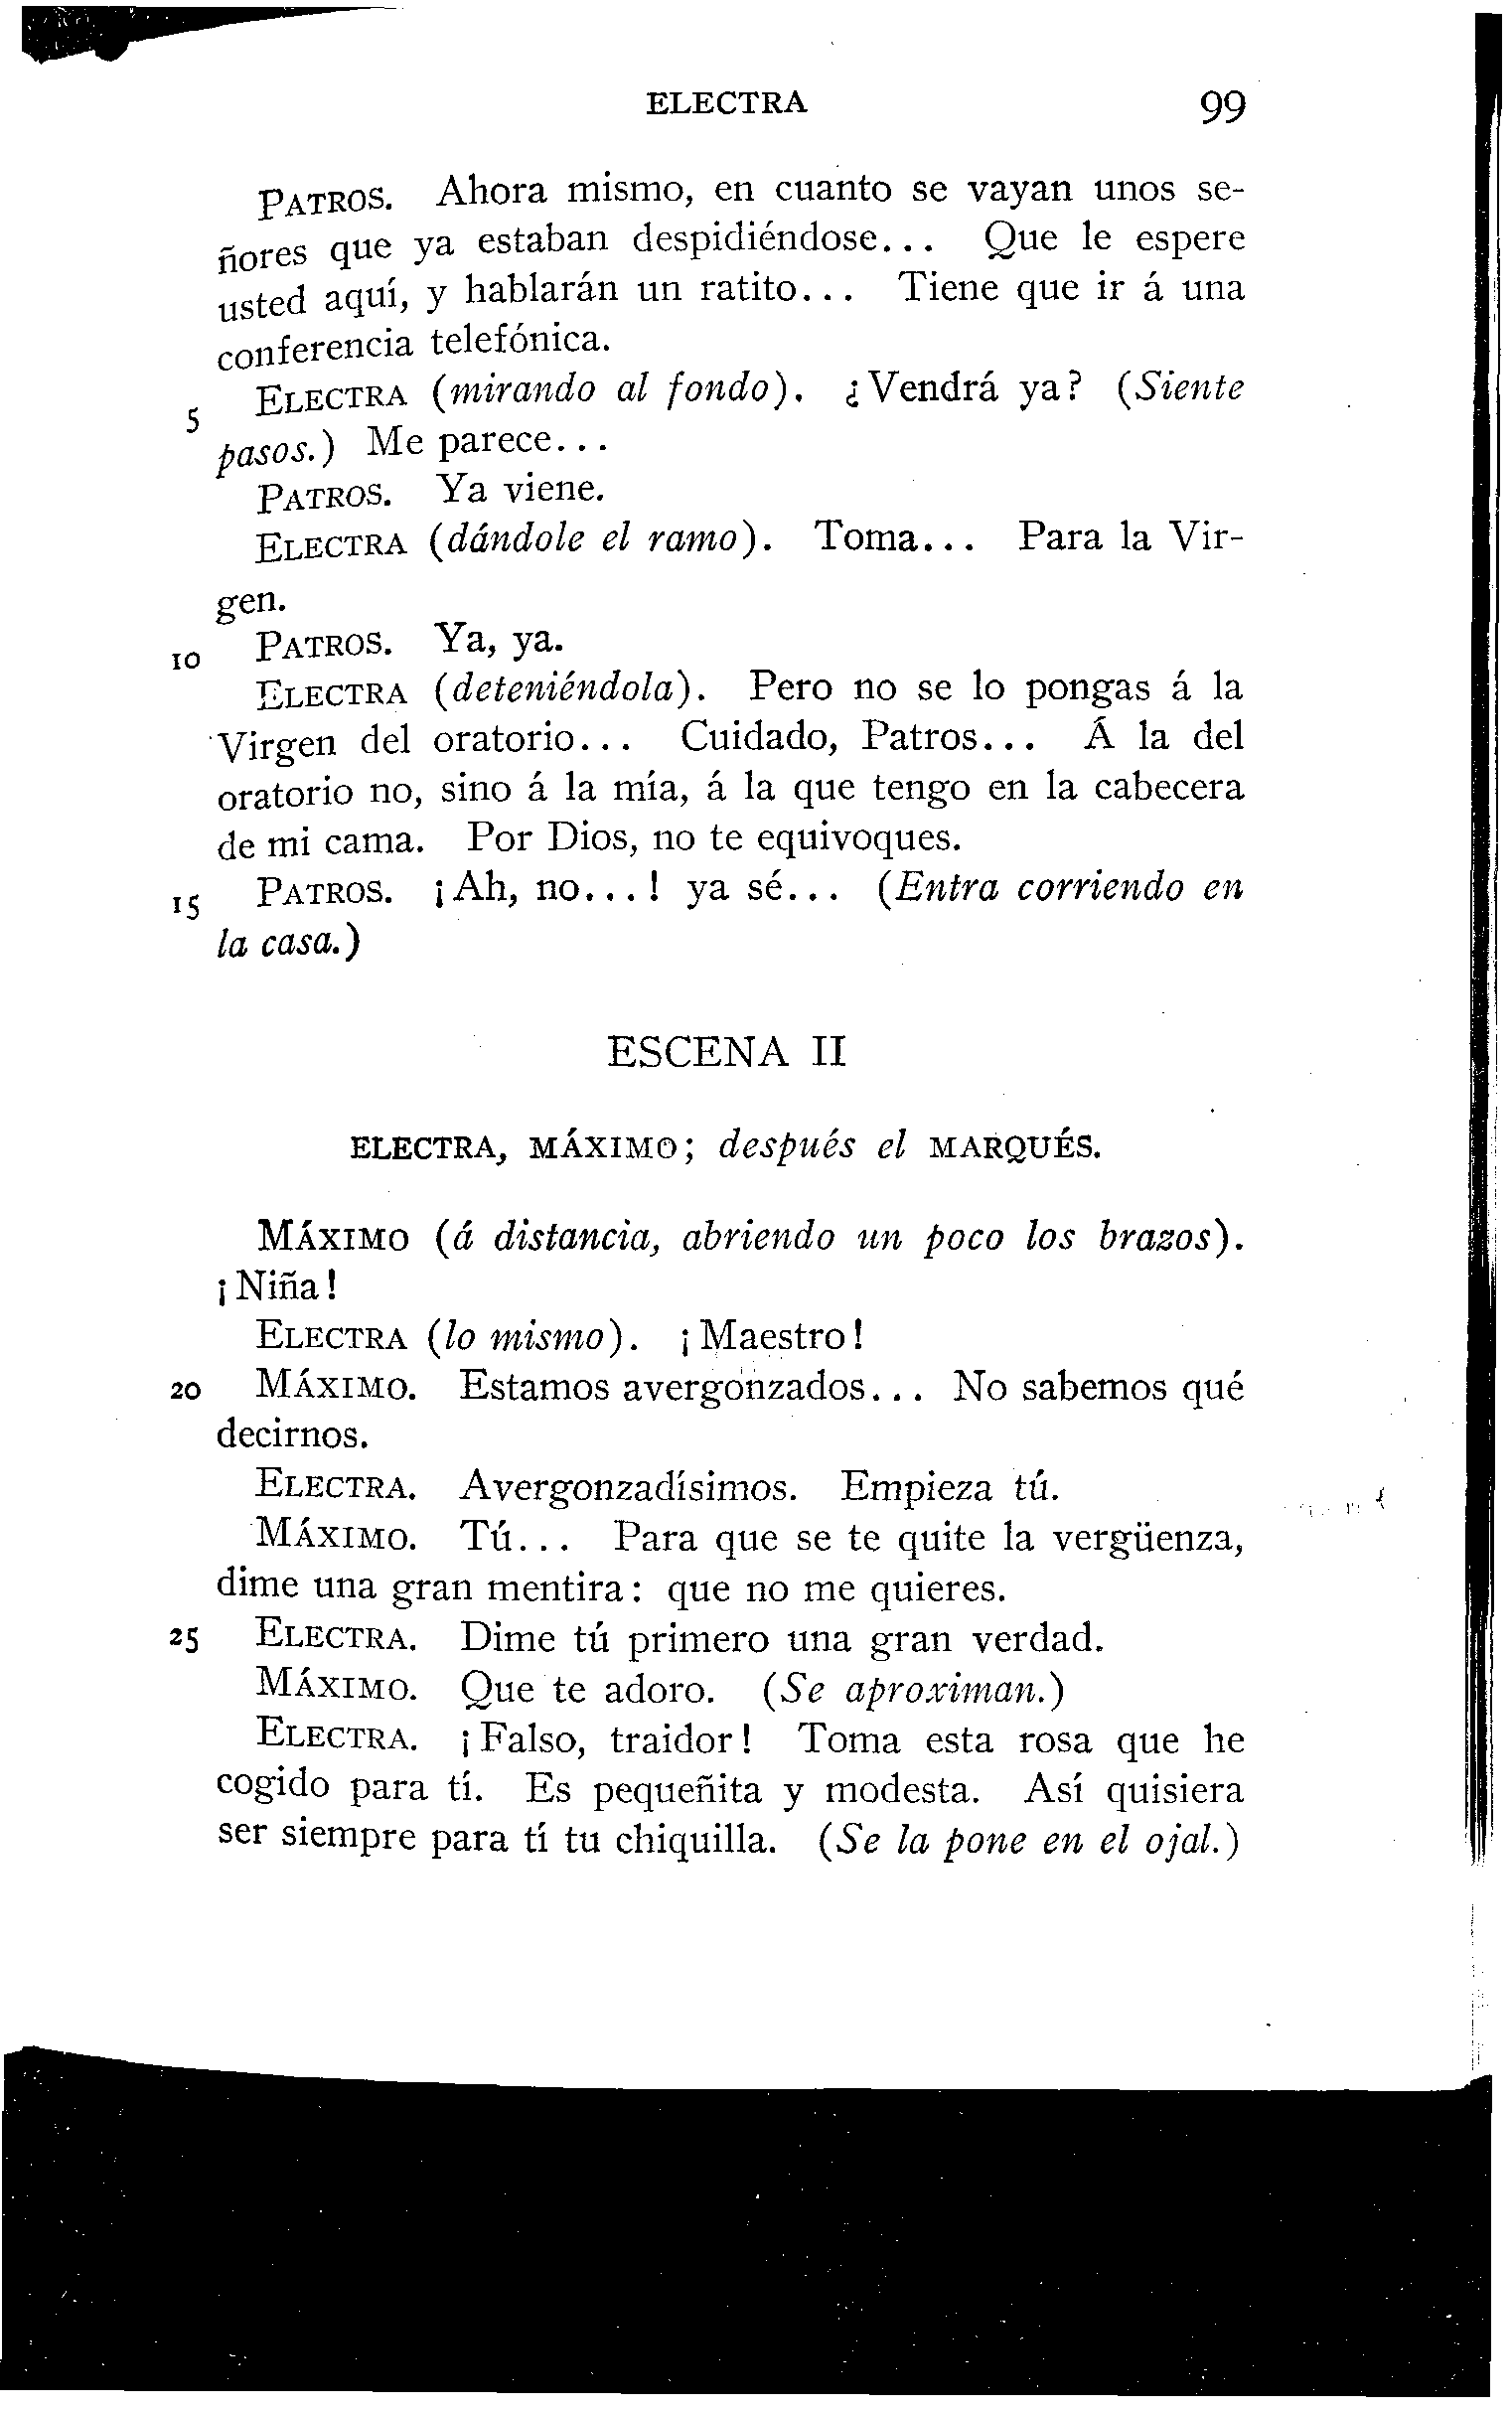 ELECTRA 99
PATROS. Ahora mismo, en cuanto se vayan unos se-
ñores que ya estaban despidiéndose... Que le espere
usted aquí, y hablarán un ratito... Tiene que ir á una
conferencia telefónica.
5 ELECTRA (mirando al fondo). ¿Vendrá ya? (Siente
pasos.) Me parece...
PATROS. Ya viene.
ELECTRA (dándole el ramo). Toma... Para la Vir-
gen.
10 PATROS. Ya, ya.
ELECTRA (deteniéndola). Pero no se lo pongas á la
Virgen del oratorio... Cuidado, Patros... Á la del
oratorio no, sino á la mía, á la que tengo en la cabecera
de mi cama. Por Dios, no te equivoques.
15 PATROS. ¡Ah, no...! ya sé... (Entra corriendo en
la casa.)
ESCENA II
ELECTRA, MÁXIMO; después el MARQUÉS.
MÁXIMO (á distancia, abriendo un poco los brazos).
¡Niña!
ELECTRA (lo mismo). ¡Maestro!
20 MÁXIMO. Estamos avergonzados... No sabemos qué
decirnos.
ELECTRA. Avergonzadísimos. Empieza tú.
MÁXIMO. Tú... Para que se te quite la vergüenza,
dime una gran mentira: que no me quieres.
25 ELECTRA. Dime tú primero una gran verdad.
MÁXIMO. Que te adoro. (Se aproximan.)
ELECTRA. ¡Falso, traidor! Toma esta rosa que he
cogido para tí. Es pequeñita y modesta. Así quisiera
ser siempre para tí tu chiquilla. (Se la pone en el ojal.)